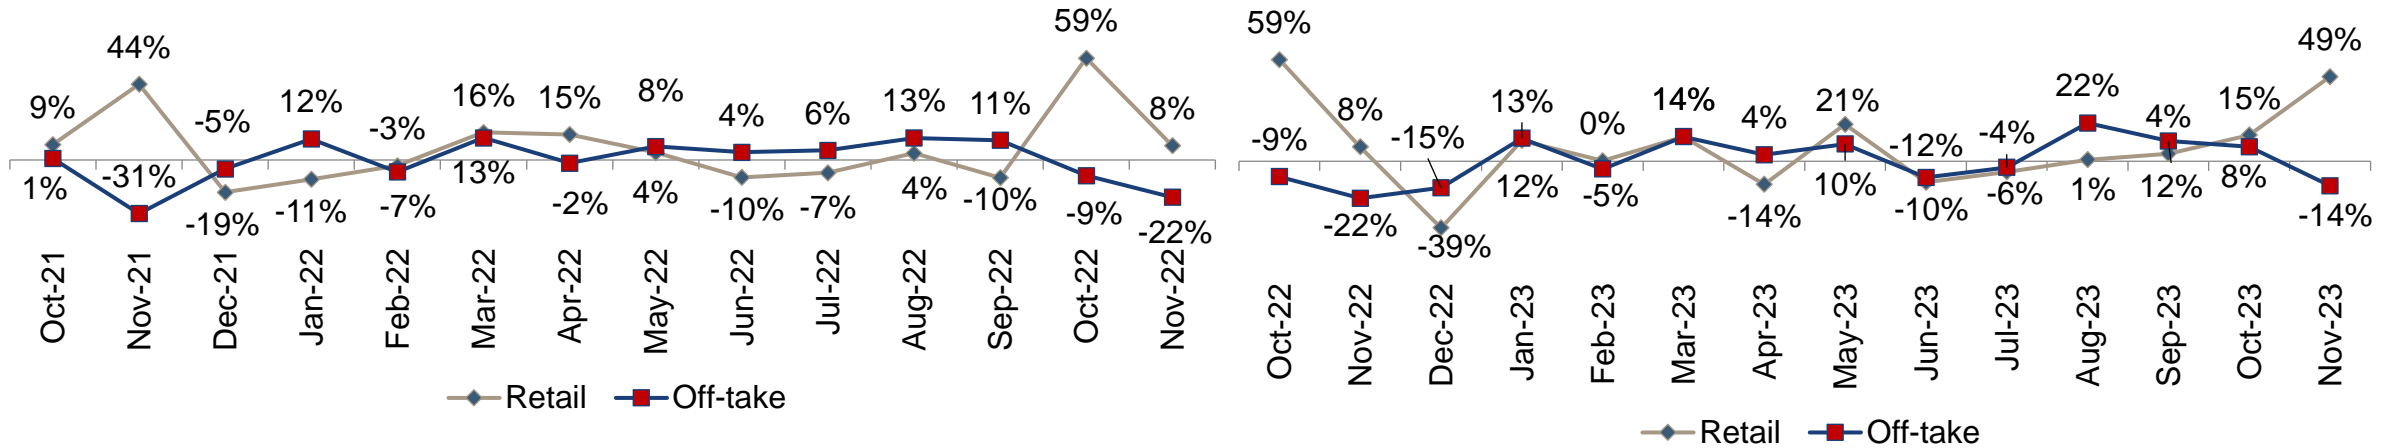 9%
44%
-5%
12%
-3%
16%
15%
8%
4%
6%
13%
11%
59%
8%
1%
-31%
-19%
-11%
-7%
13%
-2%
4%
-10%
-7%
4%
-10%
-9%
-22%
Oct-21
Nov-21
Dec-21
Jan-22
Feb-22
Mar-22
Apr-22
May-22
Jun-22
Jul-22
Aug-22
Sep-22
Oct-22
Nov-22
Retail
Off-take
59%
8%
-15%
13%
0%
14%
4%
21%
-12%
-4%
22%
4%
15%
49%
-9%
-22%
-39%
12%
-5%
-14%
10%
-10%
-6%
1%
12%
8%
-14%
Oct-22
Nov-22
Dec-22
Jan-23
Feb-23
Mar-23
Apr-23
May-23
Jun-23
Jul-23
Aug-23
Sep-23
Oct-23
Nov-23
Retail
Off-take